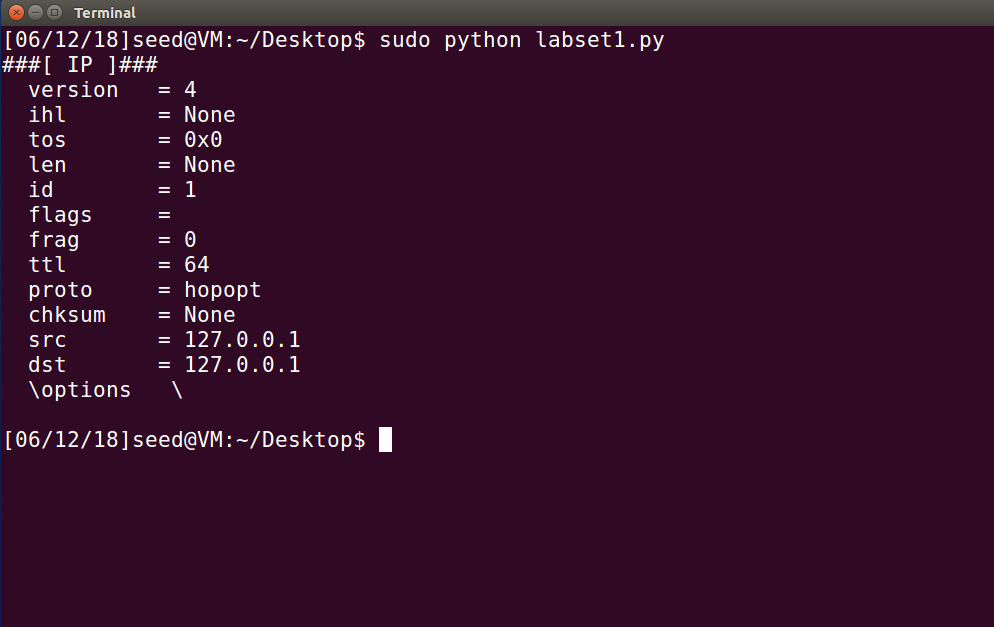 Terminal
[06/12/18]seed@VM:~/Desktop$ sudo python labset1.py
###[ IP ]###
  version   = 4
  ihl       = None
  tos       = 0x0
  len       = None
  id        = 1
  flags     =
  frag      = 0
  ttl       = 64
  proto     = hopopt
  chksum    = None
  src       = 127.0.0.1
  dst       = 127.0.0.1
  \options   \
[06/12/18]seed@VM:~/Desktop$